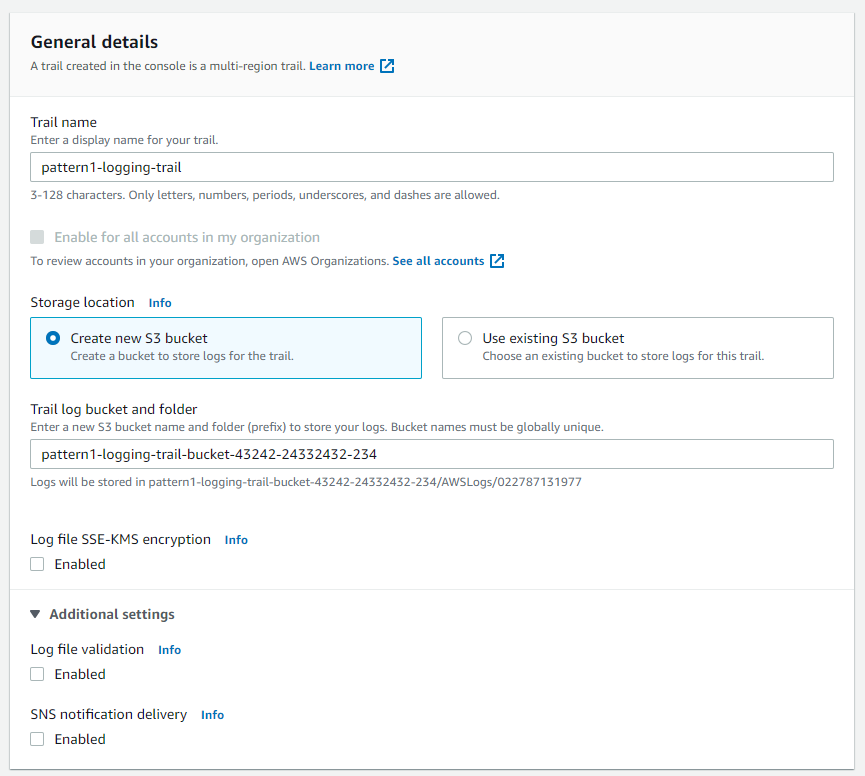 General details
A trail created in the console is a multi-region trail. Learn more
Trail name
Enter a display name for your trail.
pattern1-logging-trail
3-128 characters. Only letters, numbers, periods, underscores, and dashes are allowed.
Enable for all accounts in my organization
To review accounts in your organization, open AWS Organizations. See all accounts
Storage location Info
Create new S3 bucket
Create a bucket to store logs for the trail.
Use existing S3 bucket
Choose an existing bucket to store logs for this trail.
Trail log bucket and folder
Enter a new S3 bucket name and folder (prefix) to store your logs. Bucket names must be globally unique.
pattern1-logging-trail-bucket-43242-24332432-234
Logs will be stored in pattern1-logging-trail-bucket-43242-24332432-234/AWSLogs/022787131977
Log file SSE-KMS encryption Info
Enabled
Additional settings
Log file validation Info
Enabled
SNS notification delivery Info
Enabled